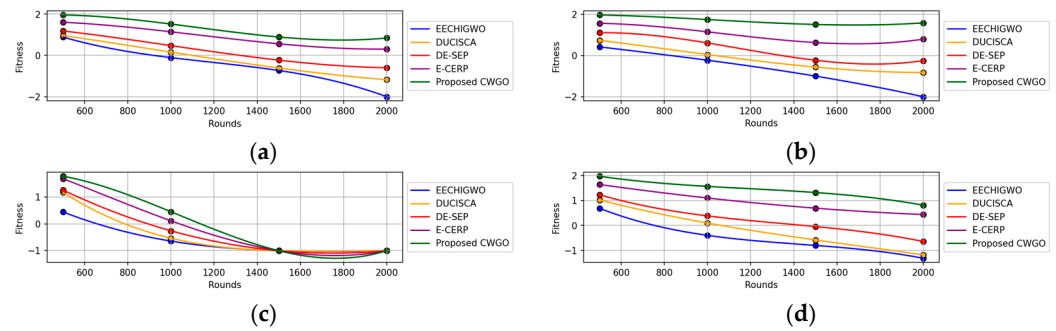 2
0
−2
Fitness
600 800 1000 1200 1400 1600 1800 2000
Rounds
EECHIGWO
DUCISCA
DE-SEP
E-CERP
Proposed CWGO
(a)
2
0
−2
Fitness
600 800 1000 1200 1400 1600 1800 2000
Rounds
EECHIGWO
DUCISCA
DE-SEP
E-CERP
Proposed CWGO
(b)
1
0
−1
Fitness
600 800 1000 1200 1400 1600 1800 2000
Rounds
EECHIGWO
DUCISCA
DE-SEP
E-CERP
Proposed CWGO
(c)
2
1
0
−1
Fitness
600 800 1000 1200 1400 1600 1800 2000
Rounds
EECHIGWO
DUCISCA
DE-SEP
E-CERP
Proposed CWGO
(d)